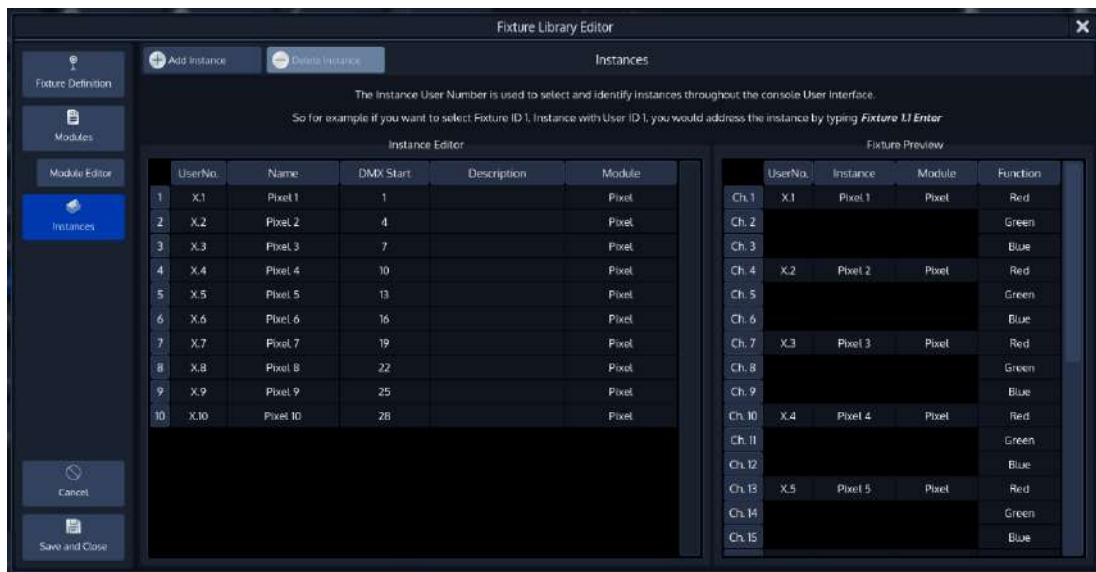 Fixture Library Editor
Fixture Definition
Modules
Module Editor
Instances
Cancel
Save and Close
Add Instance
Delete Instance
Instances
The Instance User Number is used to select and identify instances throughout the console User Interface.
So for example if you want to select Fixture ID 1, Instance with User ID 1, you would address the instance by typing Fixture 1.1 Enter
Instance Editor
UserNo. Name DMX Start Description Module
1 X.1 Pixel 1 1 Pixel
2 X.2 Pixel 2 4 Pixel
3 X.3 Pixel 3 7 Pixel
4 X.4 Pixel 4 10 Pixel
5 X.5 Pixel 5 13 Pixel
6 X.6 Pixel 6 16 Pixel
7 X.7 Pixel 7 19 Pixel
8 X.8 Pixel 8 22 Pixel
9 X.9 Pixel 9 25 Pixel
10 X.10 Pixel 10 28 Pixel
Fixture Preview
UserNo. Instance Module Function
Ch. 1 X.1 Pixel 1 Pixel Red
Ch. 2 Green
Ch. 3 Blue
Ch. 4 X.2 Pixel 2 Pixel Red
Ch. 5 Green
Ch. 6 Blue
Ch. 7 X.3 Pixel 3 Pixel Red
Ch. 8 Green
Ch. 9 Blue
Ch. 10 X.4 Pixel 4 Pixel Red
Ch. 11 Green
Ch. 12 Blue
Ch. 13 X.5 Pixel 5 Pixel Red
Ch. 14 Green
Ch. 15 Blue